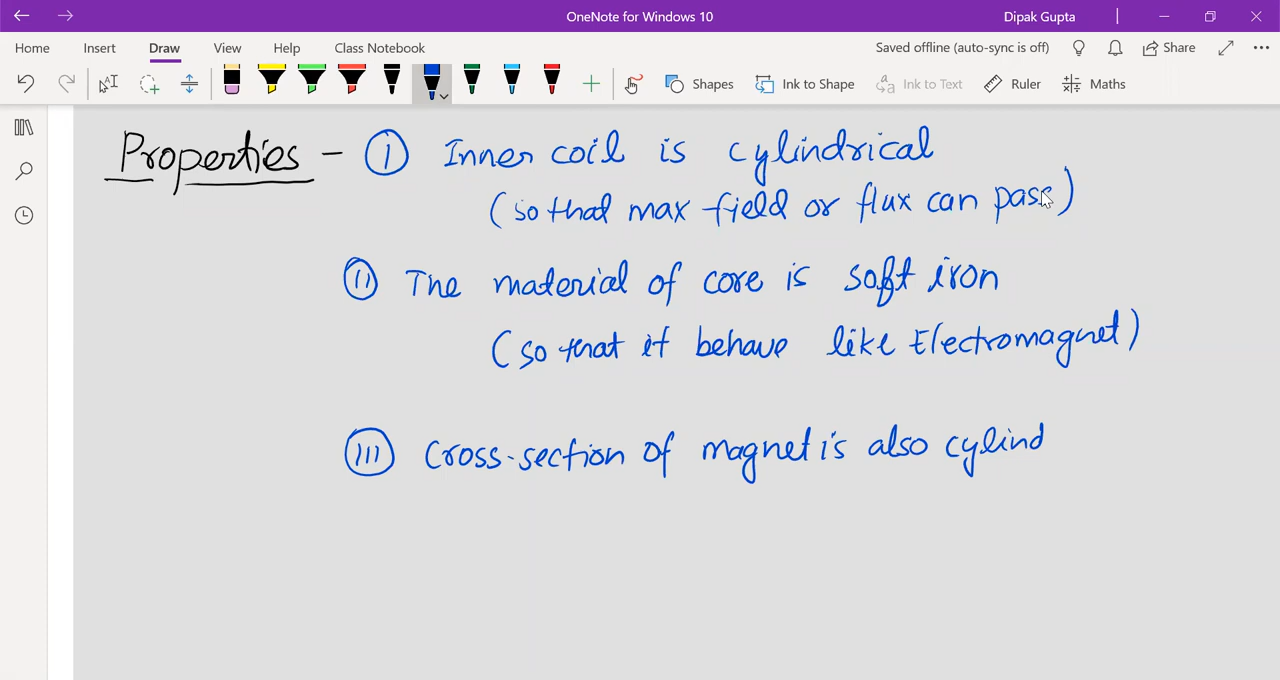 OneNote for Windows 10
Dipak Gupta
Home Insert Draw View Help Class Notebook
Saved offline (auto-sync is off) Share
Shapes Ink to Shape Ink to Text Ruler Maths
Properties - (i) Inner coil is cylindrical
(so that max field or flux can pass)
(ii) The material of core is soft iron
(so that it behave like Electromagnet)
(iii) Cross-section of magnet is also cylind